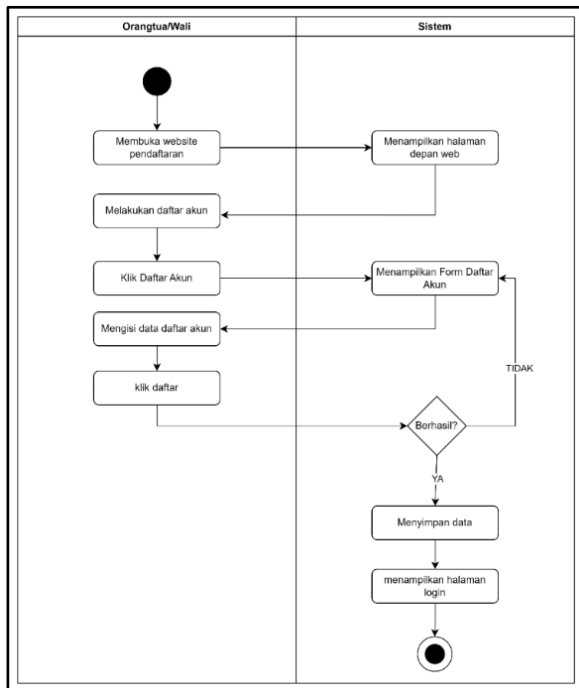 Orangtua/Wali
Sistem
Membuka website
pendaftaran
Menampilkan halaman
depan web
Melakukan daftar akun
Klik Daftar Akun
Menampilkan Form Daftar
Akun
Mengisi data daftar akun
klik daftar
TIDAK
Berhasil?
YA
Menyimpan data
menampilkan halaman
login